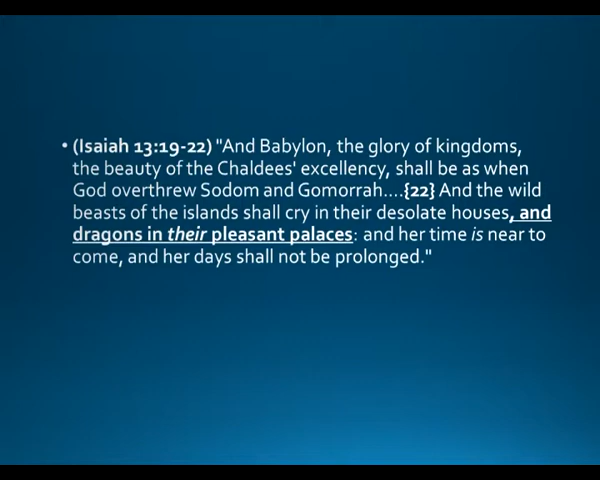 • (Isaiah 13:19-22) "And Babylon, the glory of kingdoms,
the beauty of the Chaldees' excellency, shall be as when
God overthrew Sodom and Gomorrah....{22} And the wild
beasts of the islands shall cry in their desolate houses, and
dragons in their pleasant palaces: and her time is near to
come, and her days shall not be prolonged."